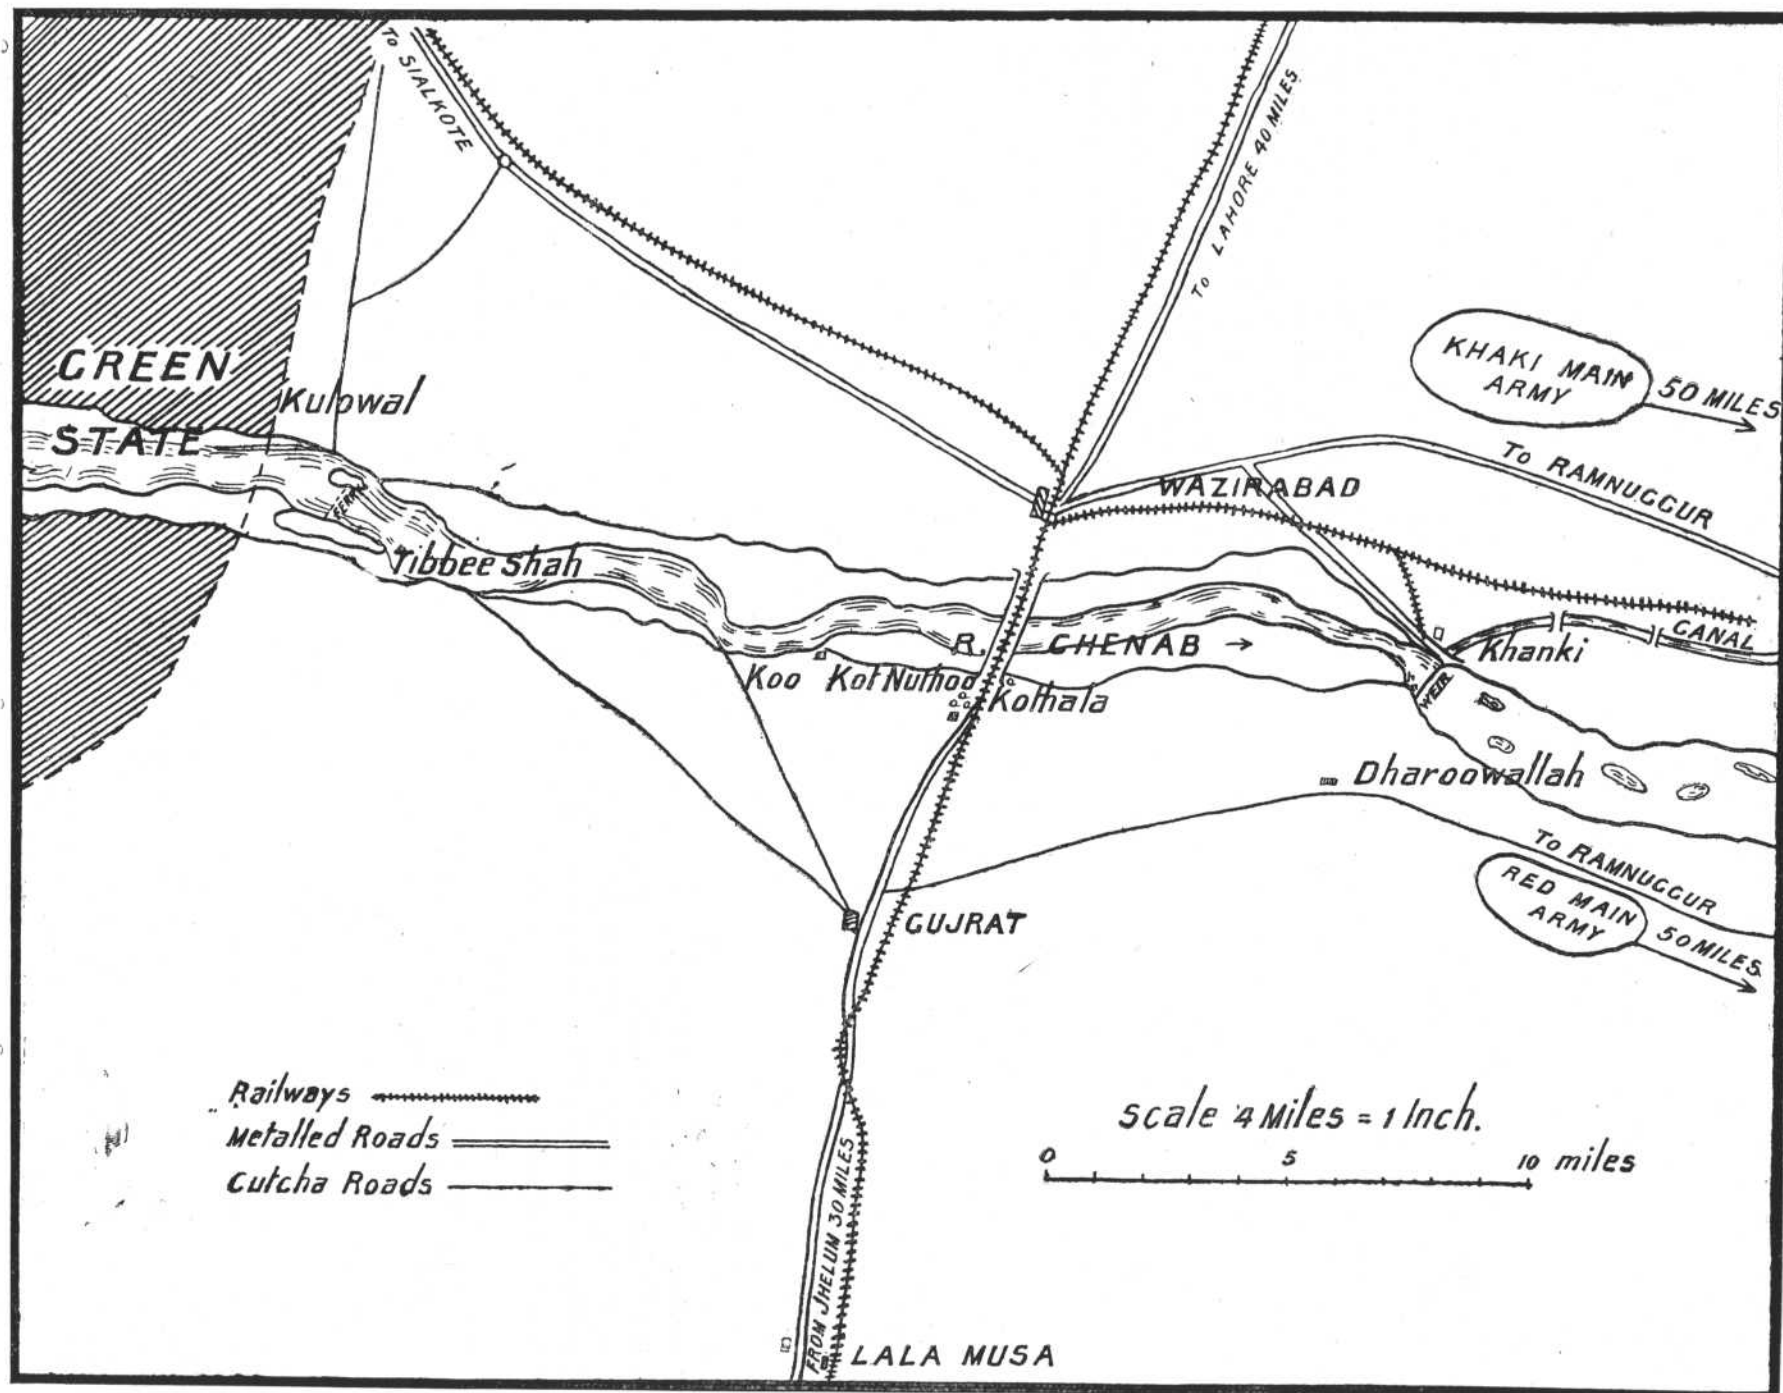 To SIALKOTE
To LAHORE 40 MILES
GREEN
STATE
Kulowal
KHAKI MAIN
ARMY
50 MILES
To RAMNUGGUR
WAZIRABAD
FERRY
Tibbee Shah
R. CHENAB
CANAL
Khanki
Koo
Kot Nuthoo
Kothala
WEIR
Dharoowallah
To RAMNUGGUR
RED MAIN
ARMY
50 MILES
GUJRAT
Railways
Metalled Roads
Cutcha Roads
Scale 4 Miles = 1 Inch.
0 5 10 miles
FROM JHELUM 30 MILES
LALA MUSA